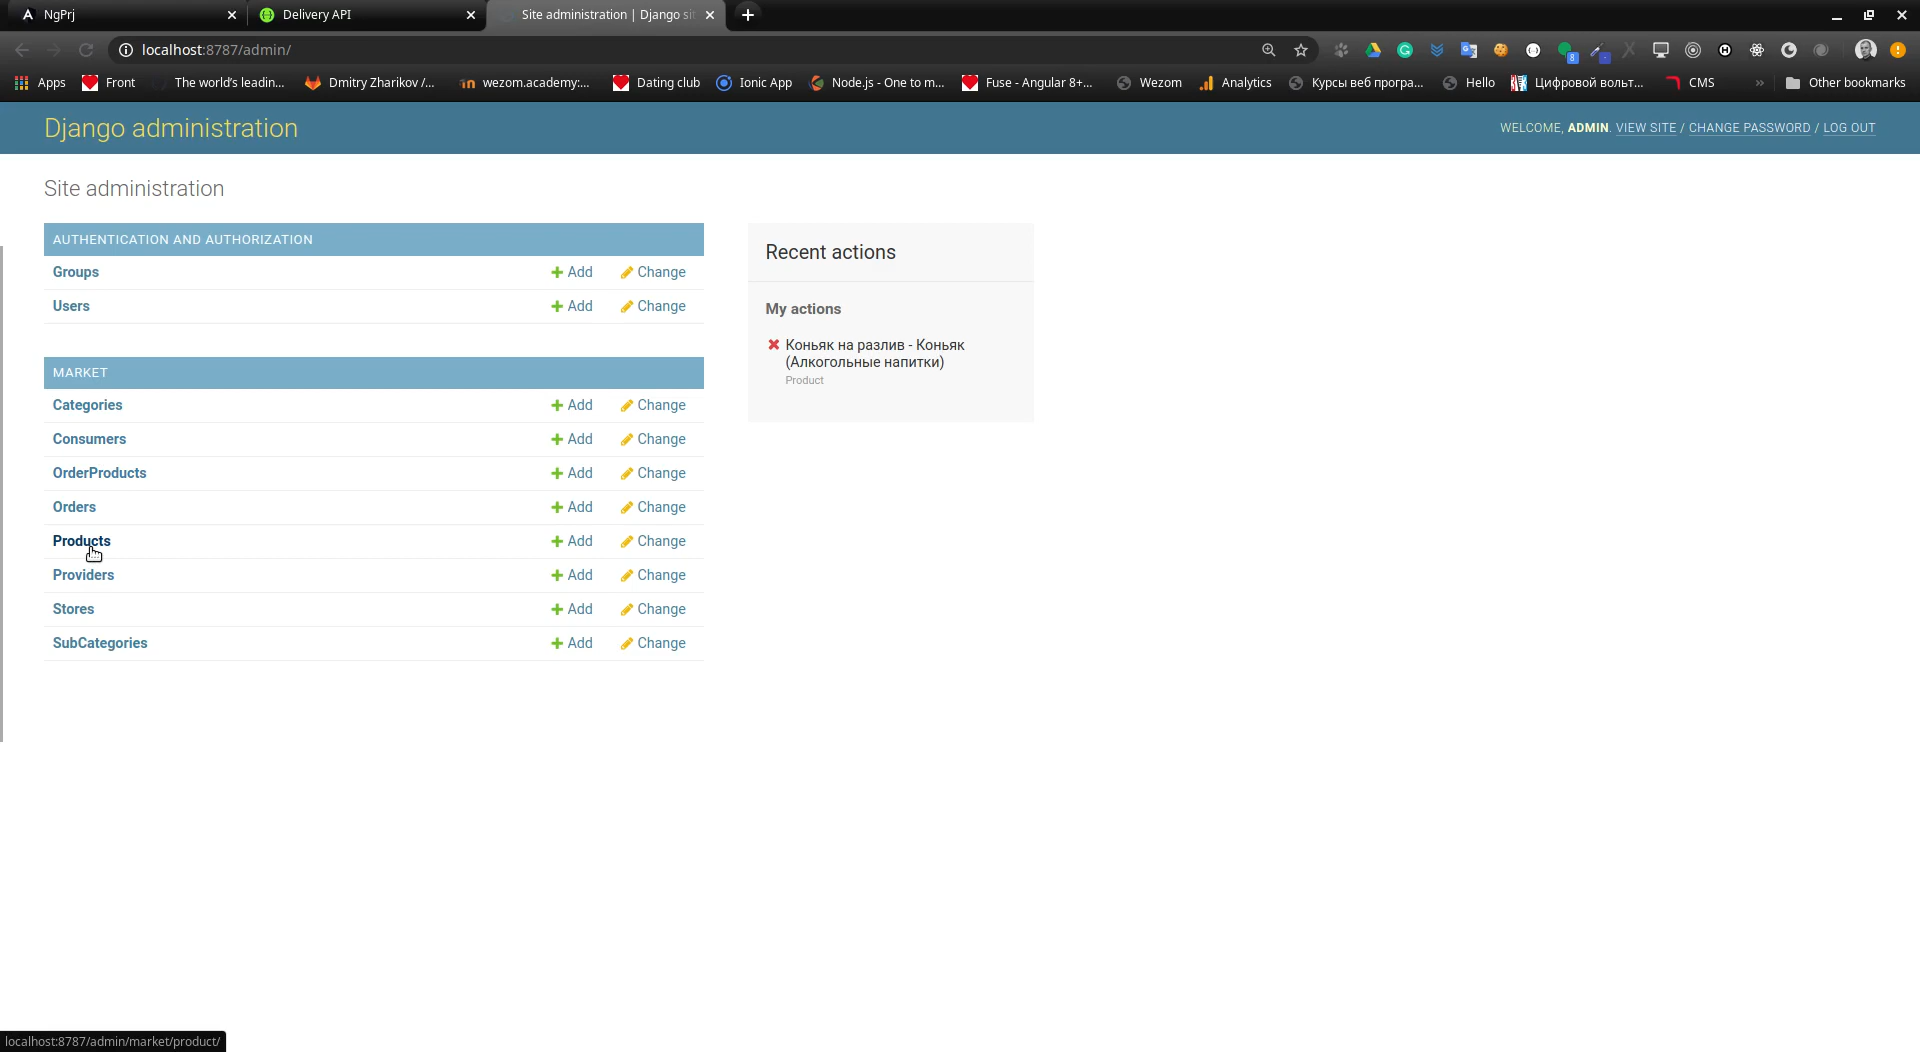 NgPrj
Delivery API
Site administration | Django sit
localhost:8787/admin/
8
Apps
Front
The world's leadin...
Dmitry Zharikov /...
wezom.academy:...
Dating club
Ionic App
Node.js - One to m...
Fuse - Angular 8+...
Wezom
Analytics
Курсы веб програ...
Hello
Цифровой вольт...
CMS
»
Other bookmarks
Django administration
WELCOME, ADMIN. VIEW SITE / CHANGE PASSWORD / LOG OUT
Site administration
AUTHENTICATION AND AUTHORIZATION
Groups Add Change
Users Add Change
MARKET
Categories Add Change
Consumers Add Change
OrderProducts Add Change
Orders Add Change
Products Add Change
Providers Add Change
Stores Add Change
SubCategories Add Change
Recent actions
My actions
Коньяк на разлив - Коньяк
(Алкогольные напитки)
Product
localhost:8787/admin/market/product/